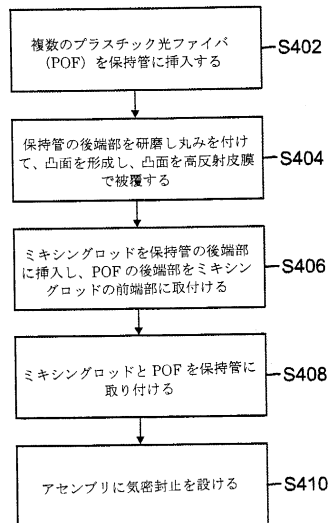 複数のプラスチック光ファイバ
(POF)を保持管に挿入する
S402
保持管の後端部を研磨し丸みを付け
て、凸面を形成し、凸面を高反射皮膜
で被覆する
S404
ミキシングロッドを保持管の後端部
に挿入し、POF の後端部をミキシン
グロッドの前端部に取付ける
S406
ミキシングロッドと POF を保持管に
取り付ける
S408
アセンブリに気密封止を設ける
S410